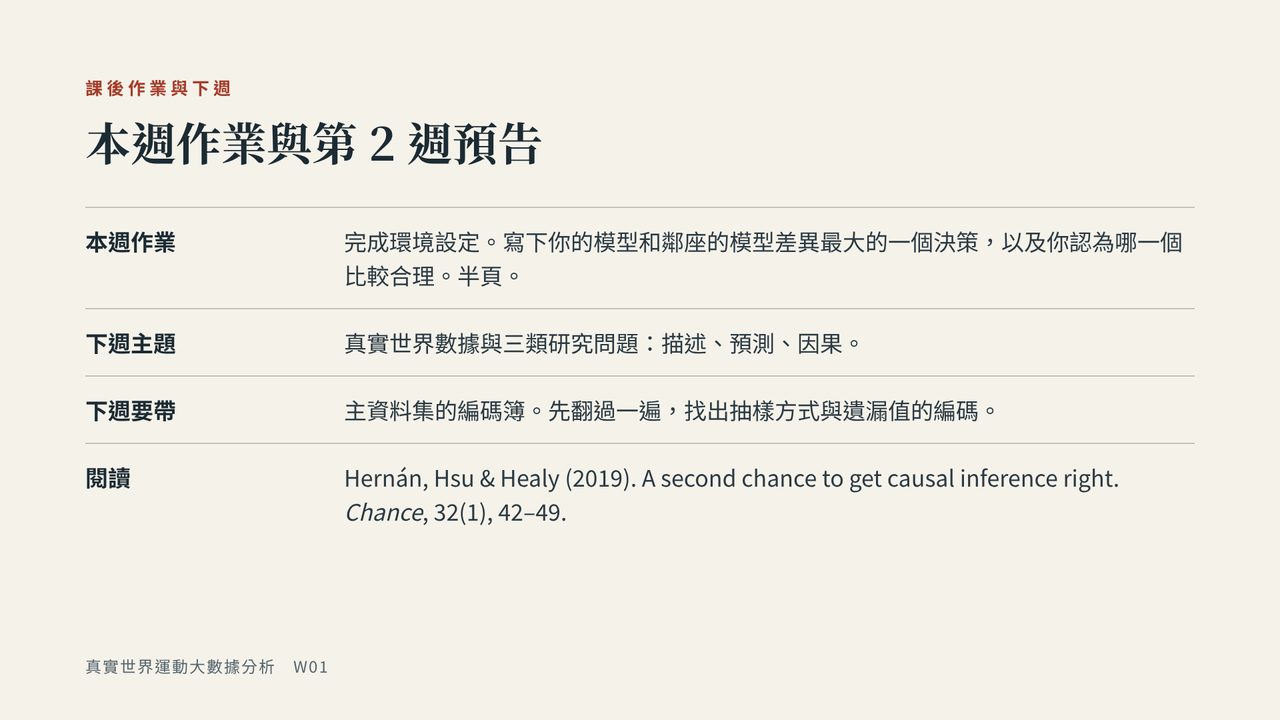 課後作業與下週
本週作業與第 2 週預告
本週作業
完成環境設定。寫下你的模型和鄰座的模型差異最大的一個決策，以及你認為哪一個
比較合理。半頁。
下週主題
真實世界數據與三類研究問題：描述、預測、因果。
下週要帶
主資料集的編碼簿。先翻過一遍，找出抽樣方式與遺漏值的編碼。
閱讀
Hernán, Hsu & Healy (2019). A second chance to get causal inference right.
Chance, 32(1), 42–49.
真實世界運動大數據分析　W01